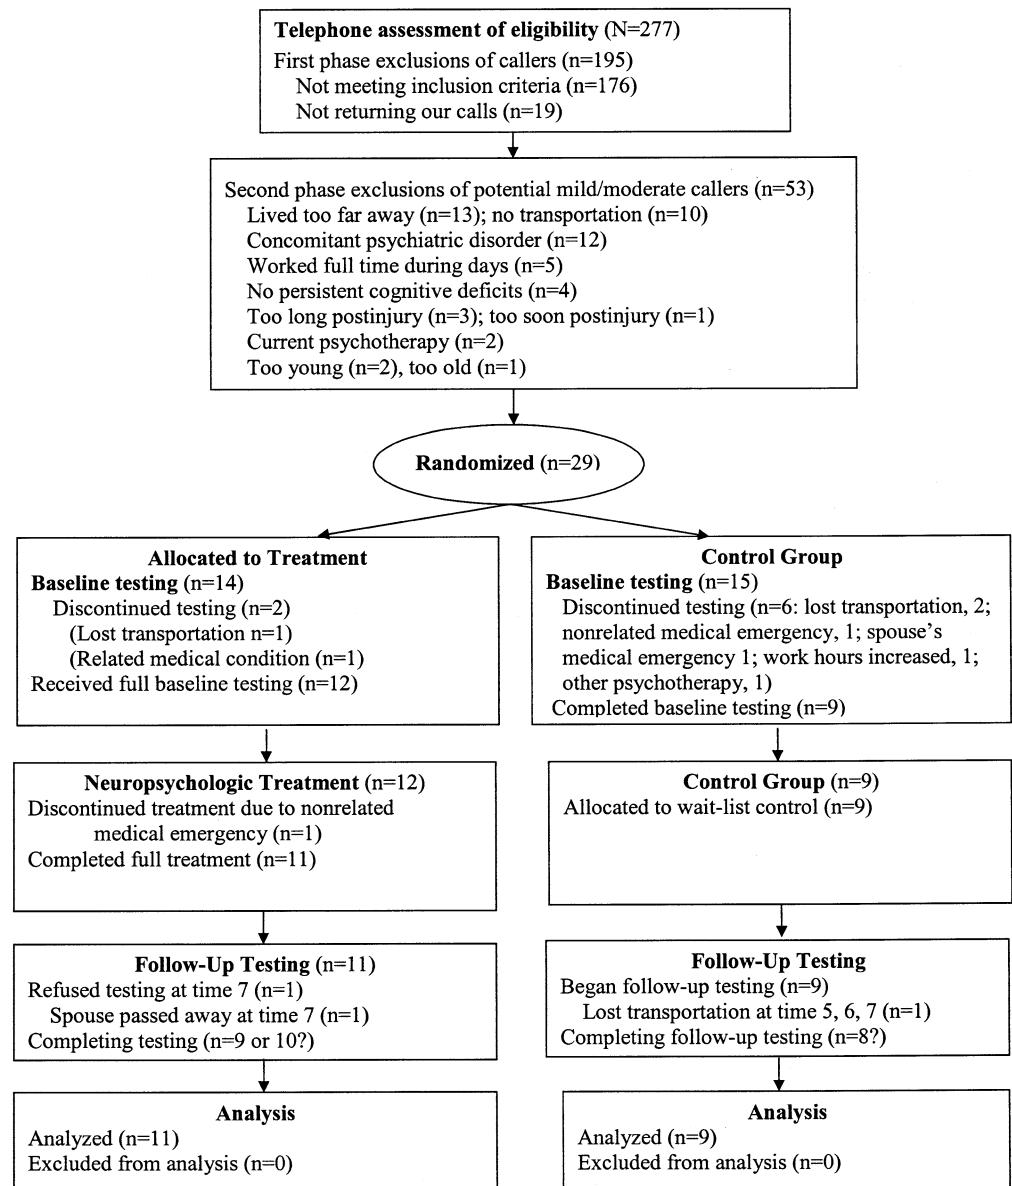 Telephone assessment of eligibility (N=277)
First phase exclusions of callers (n=195)
Not meeting inclusion criteria (n=176)
Not returning our calls (n=19)
Second phase exclusions of potential mild/moderate callers (n=53)
Lived too far away (n=13); no transportation (n=10)
Concomitant psychiatric disorder (n=12)
Worked full time during days (n=5)
No persistent cognitive deficits (n=4)
Too long postinjury (n=3); too soon postinjury (n=1)
Current psychotherapy (n=2)
Too young (n=2), too old (n=1)
Randomized (n=29)
Allocated to Treatment
Baseline testing (n=14)
Discontinued testing (n=2)
(Lost transportation n=1)
(Related medical condition (n=1)
Received full baseline testing (n=12)
Control Group
Baseline testing (n=15)
Discontinued testing (n=6: lost transportation, 2;
nonrelated medical emergency, 1; spouse's
medical emergency 1; work hours increased, 1;
other psychotherapy, 1)
Completed baseline testing (n=9)
Neuropsychologic Treatment (n=12)
Discontinued treatment due to nonrelated
medical emergency (n=1)
Completed full treatment (n=11)
Control Group (n=9)
Allocated to wait-list control (n=9)
Follow-Up Testing (n=11)
Refused testing at time 7 (n=1)
Spouse passed away at time 7 (n=1)
Completing testing (n=9 or 10?)
Follow-Up Testing
Began follow-up testing (n=9)
Lost transportation at time 5, 6, 7 (n=1)
Completing follow-up testing (n=8?)
Analysis
Analyzed (n=11)
Excluded from analysis (n=0)
Analysis
Analyzed (n=9)
Excluded from analysis (n=0)